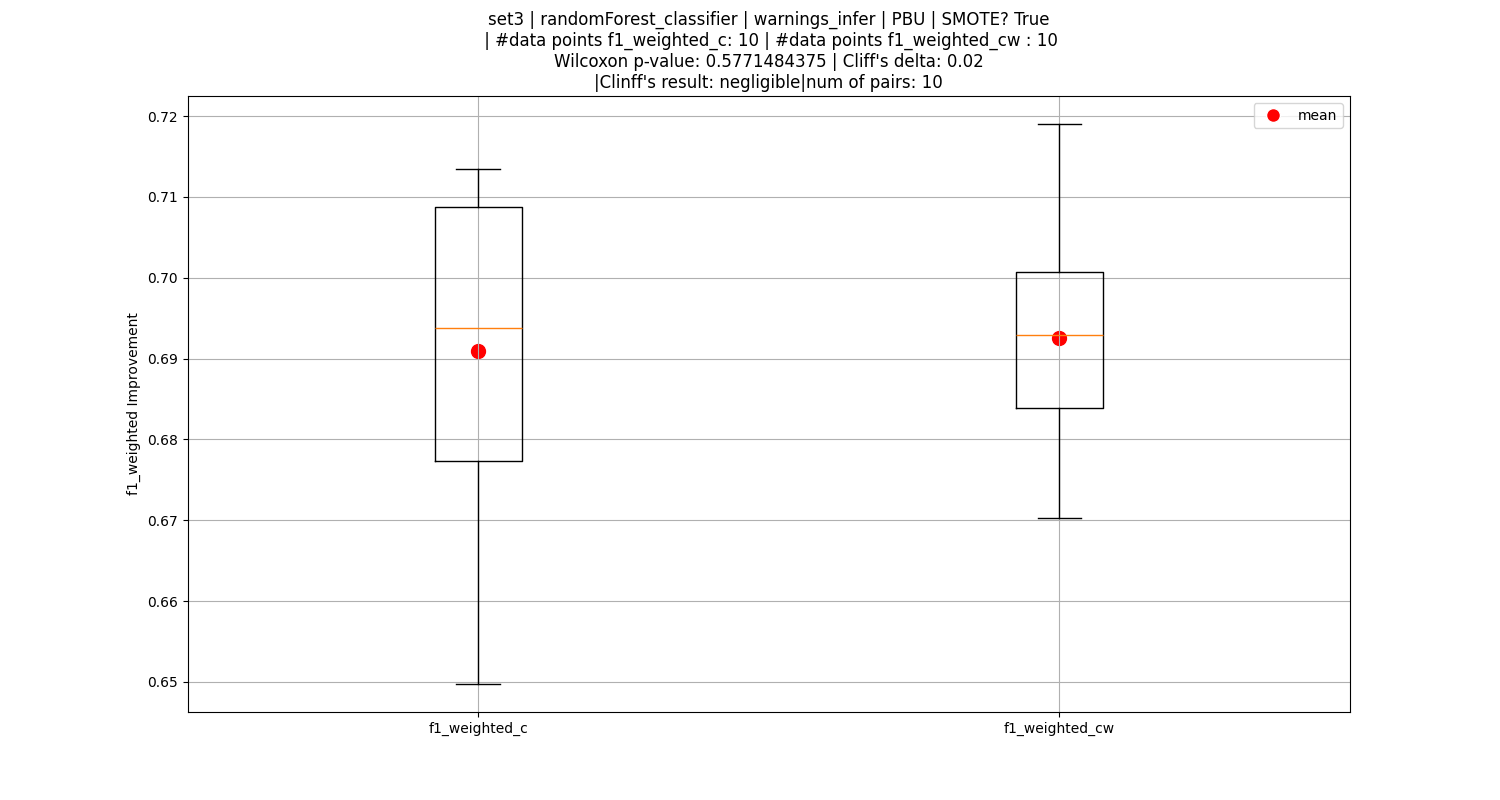 set3 | randomForest_classifier | warnings_infer | PBU | SMOTE? True
| #data points f1_weighted_c: 10 | #data points f1_weighted_cw : 10
Wilcoxon p-value: 0.5771484375 | Cliff's delta: 0.02
|Clinff's result: negligible|num of pairs: 10
mean
0.72
0.71
0.70
0.69
0.68
0.67
0.66
0.65
f1_weighted Improvement
f1_weighted_c
f1_weighted_cw